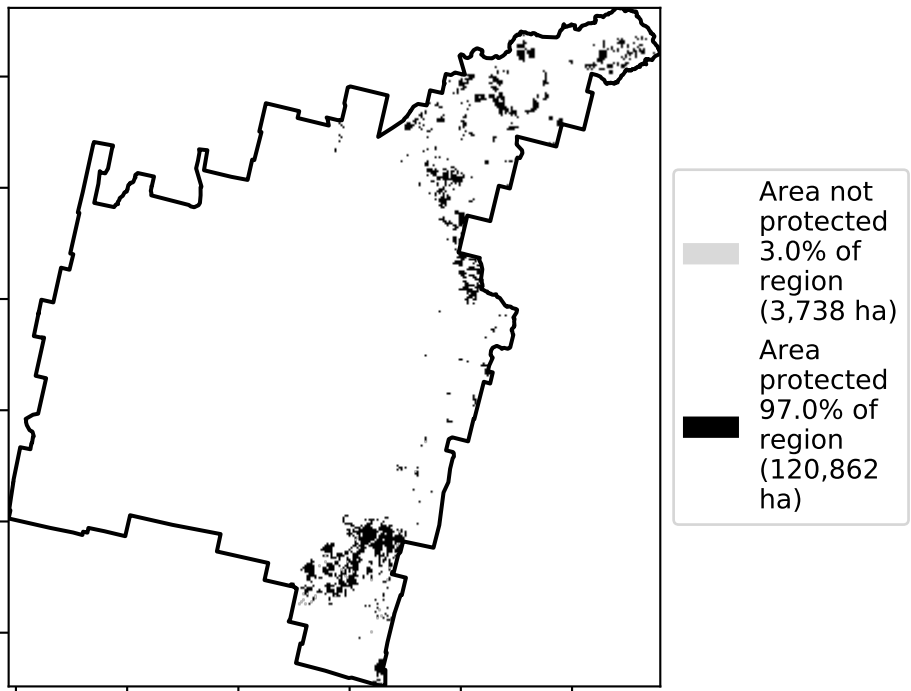 Area not
protected
3.0% of
region
(3,738 ha)
Area
protected
97.0% of
region
(120,862
ha)